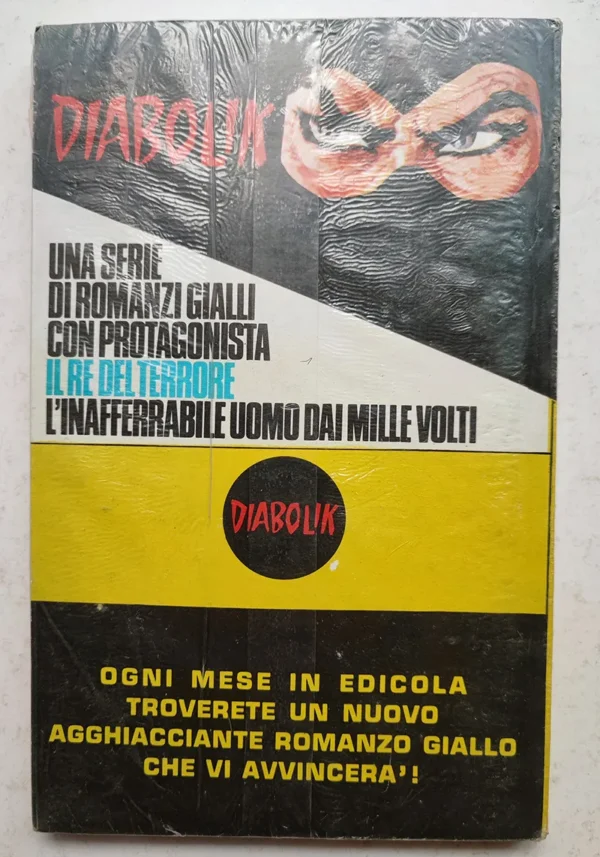 DIABOLIK
UNA SERIE
DI ROMANZI GIALLI
CON PROTAGONISTA
IL RE DEL TERRORE
L'INAFFERRABILE UOMO DAI MILLE VOLTI
DIABOLIK
OGNI MESE IN EDICOLA
TROVERETE UN NUOVO
AGGHIACCIANTE ROMANZO GIALLO
CHE VI AVVINCERA'!